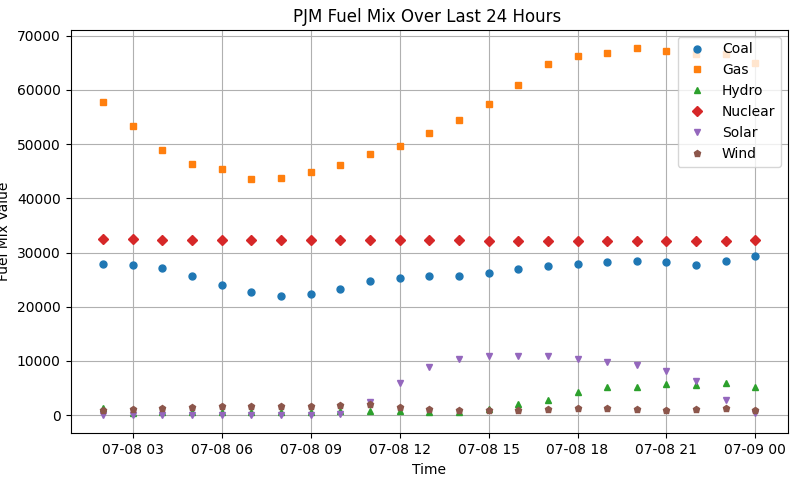 PJM Fuel Mix Over Last 24 Hours
70000
60000
50000
40000
30000
20000
10000
0
Fuel Mix Value
Coal
Gas
Hydro
Nuclear
Solar
Wind
07-08 03 07-08 06 07-08 09 07-08 12 07-08 15 07-08 18 07-08 21 07-09 00
Time